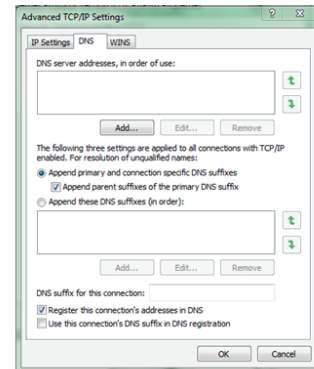 Advanced TCP/IP Settings
IP Settings DNS WINS
DNS server addresses, in order of use:
Add... Edit... Remove
The following three settings are applied to all connections with TCP/IP
enabled. For resolution of unqualified names:
Append primary and connection specific DNS suffixes
Append parent suffixes of the primary DNS suffix
Append these DNS suffixes (in order):
Add... Edit... Remove
DNS suffix for this connection:
Register this connection's addresses in DNS
Use this connection's DNS suffix in DNS registration
OK Cancel